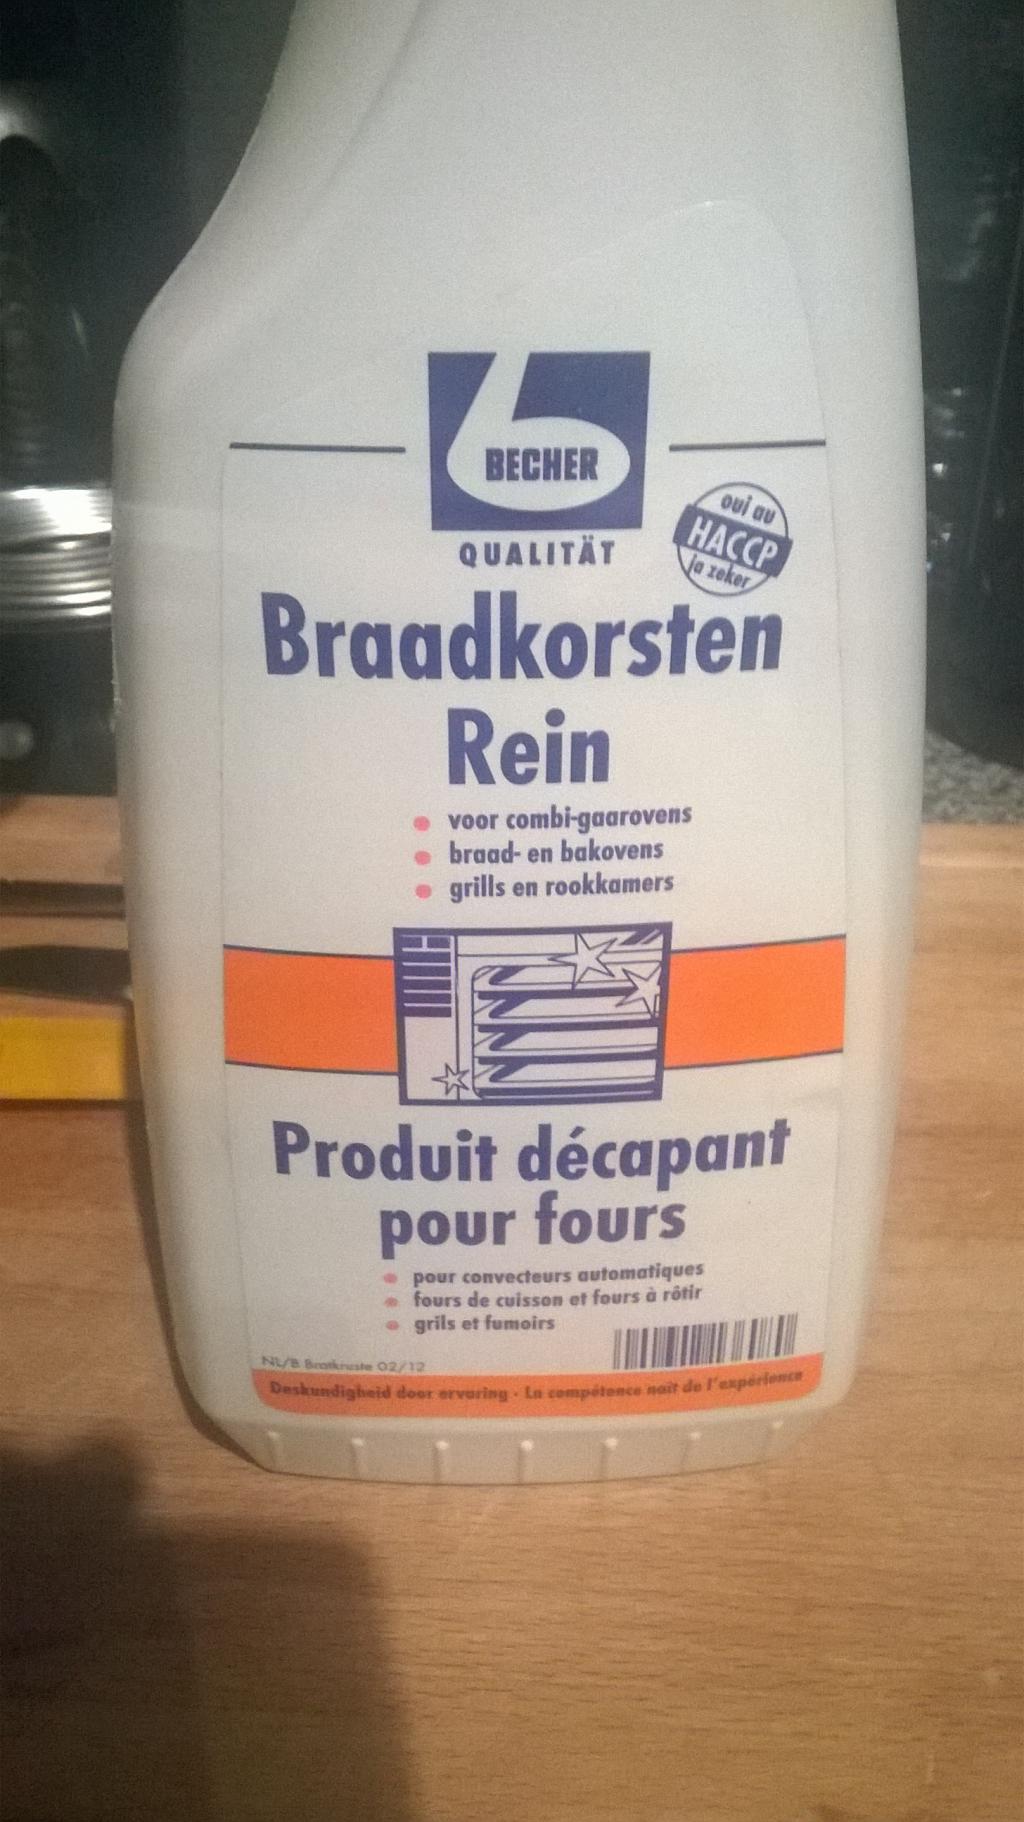 BECHER
QUALITÄT
oui au
HACCP
ja zeker
Braadkorsten
Rein
voor combi-gaarovens
braad- en bakovens
grills en rookkamers
Produit décapant
pour fours
pour convecteurs automatiques
fours de cuisson et fours à rôtir
grils et fumoirs
NL/B Bratkruste 02/12
Deskundigheid door ervaring · La compétence naît de l'expérience